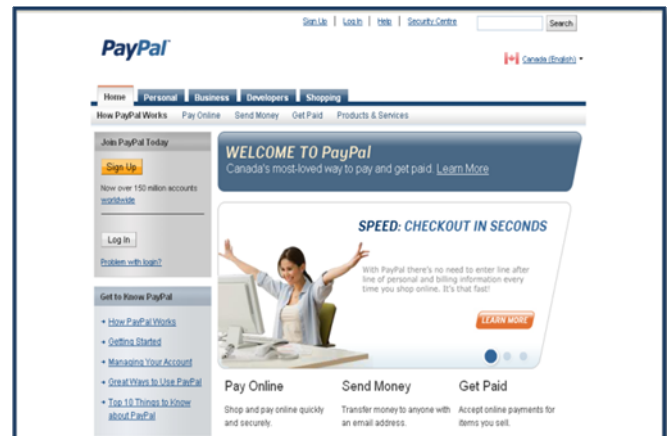 Sign Up | Log In | Help | Security Centre Search
PayPal
Canada (English)
Home Personal Business Developers Shopping
How PayPal Works Pay Online Send Money Get Paid Products & Services
Join PayPal Today
Sign Up
Now over 150 million accounts
worldwide
Log In
Problem with login?
Get to Know PayPal
How PayPal Works
Getting Started
Managing Your Account
Great Ways to Use PayPal
Top 10 Things to Know
about PayPal
WELCOME TO PayPal
Canada's most-loved way to pay and get paid. Learn More
SPEED: CHECKOUT IN SECONDS
With PayPal there's no need to enter line after
line of personal and billing information every
time you shop online. It's that fast!
LEARN MORE
Pay Online
Shop and pay online quickly
and securely.
Send Money
Transfer money to anyone with
an email address.
Get Paid
Accept online payments for
items you sell.